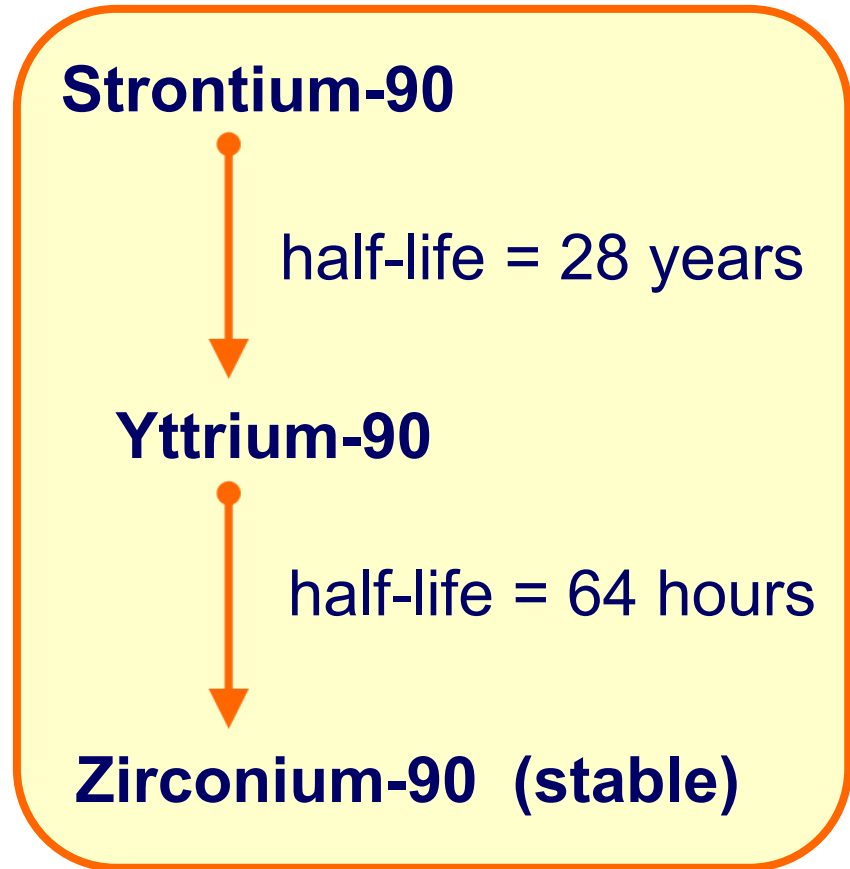 Strontium-90
half-life = 28 years
Yttrium-90
half-life = 64 hours
Zirconium-90 (stable)